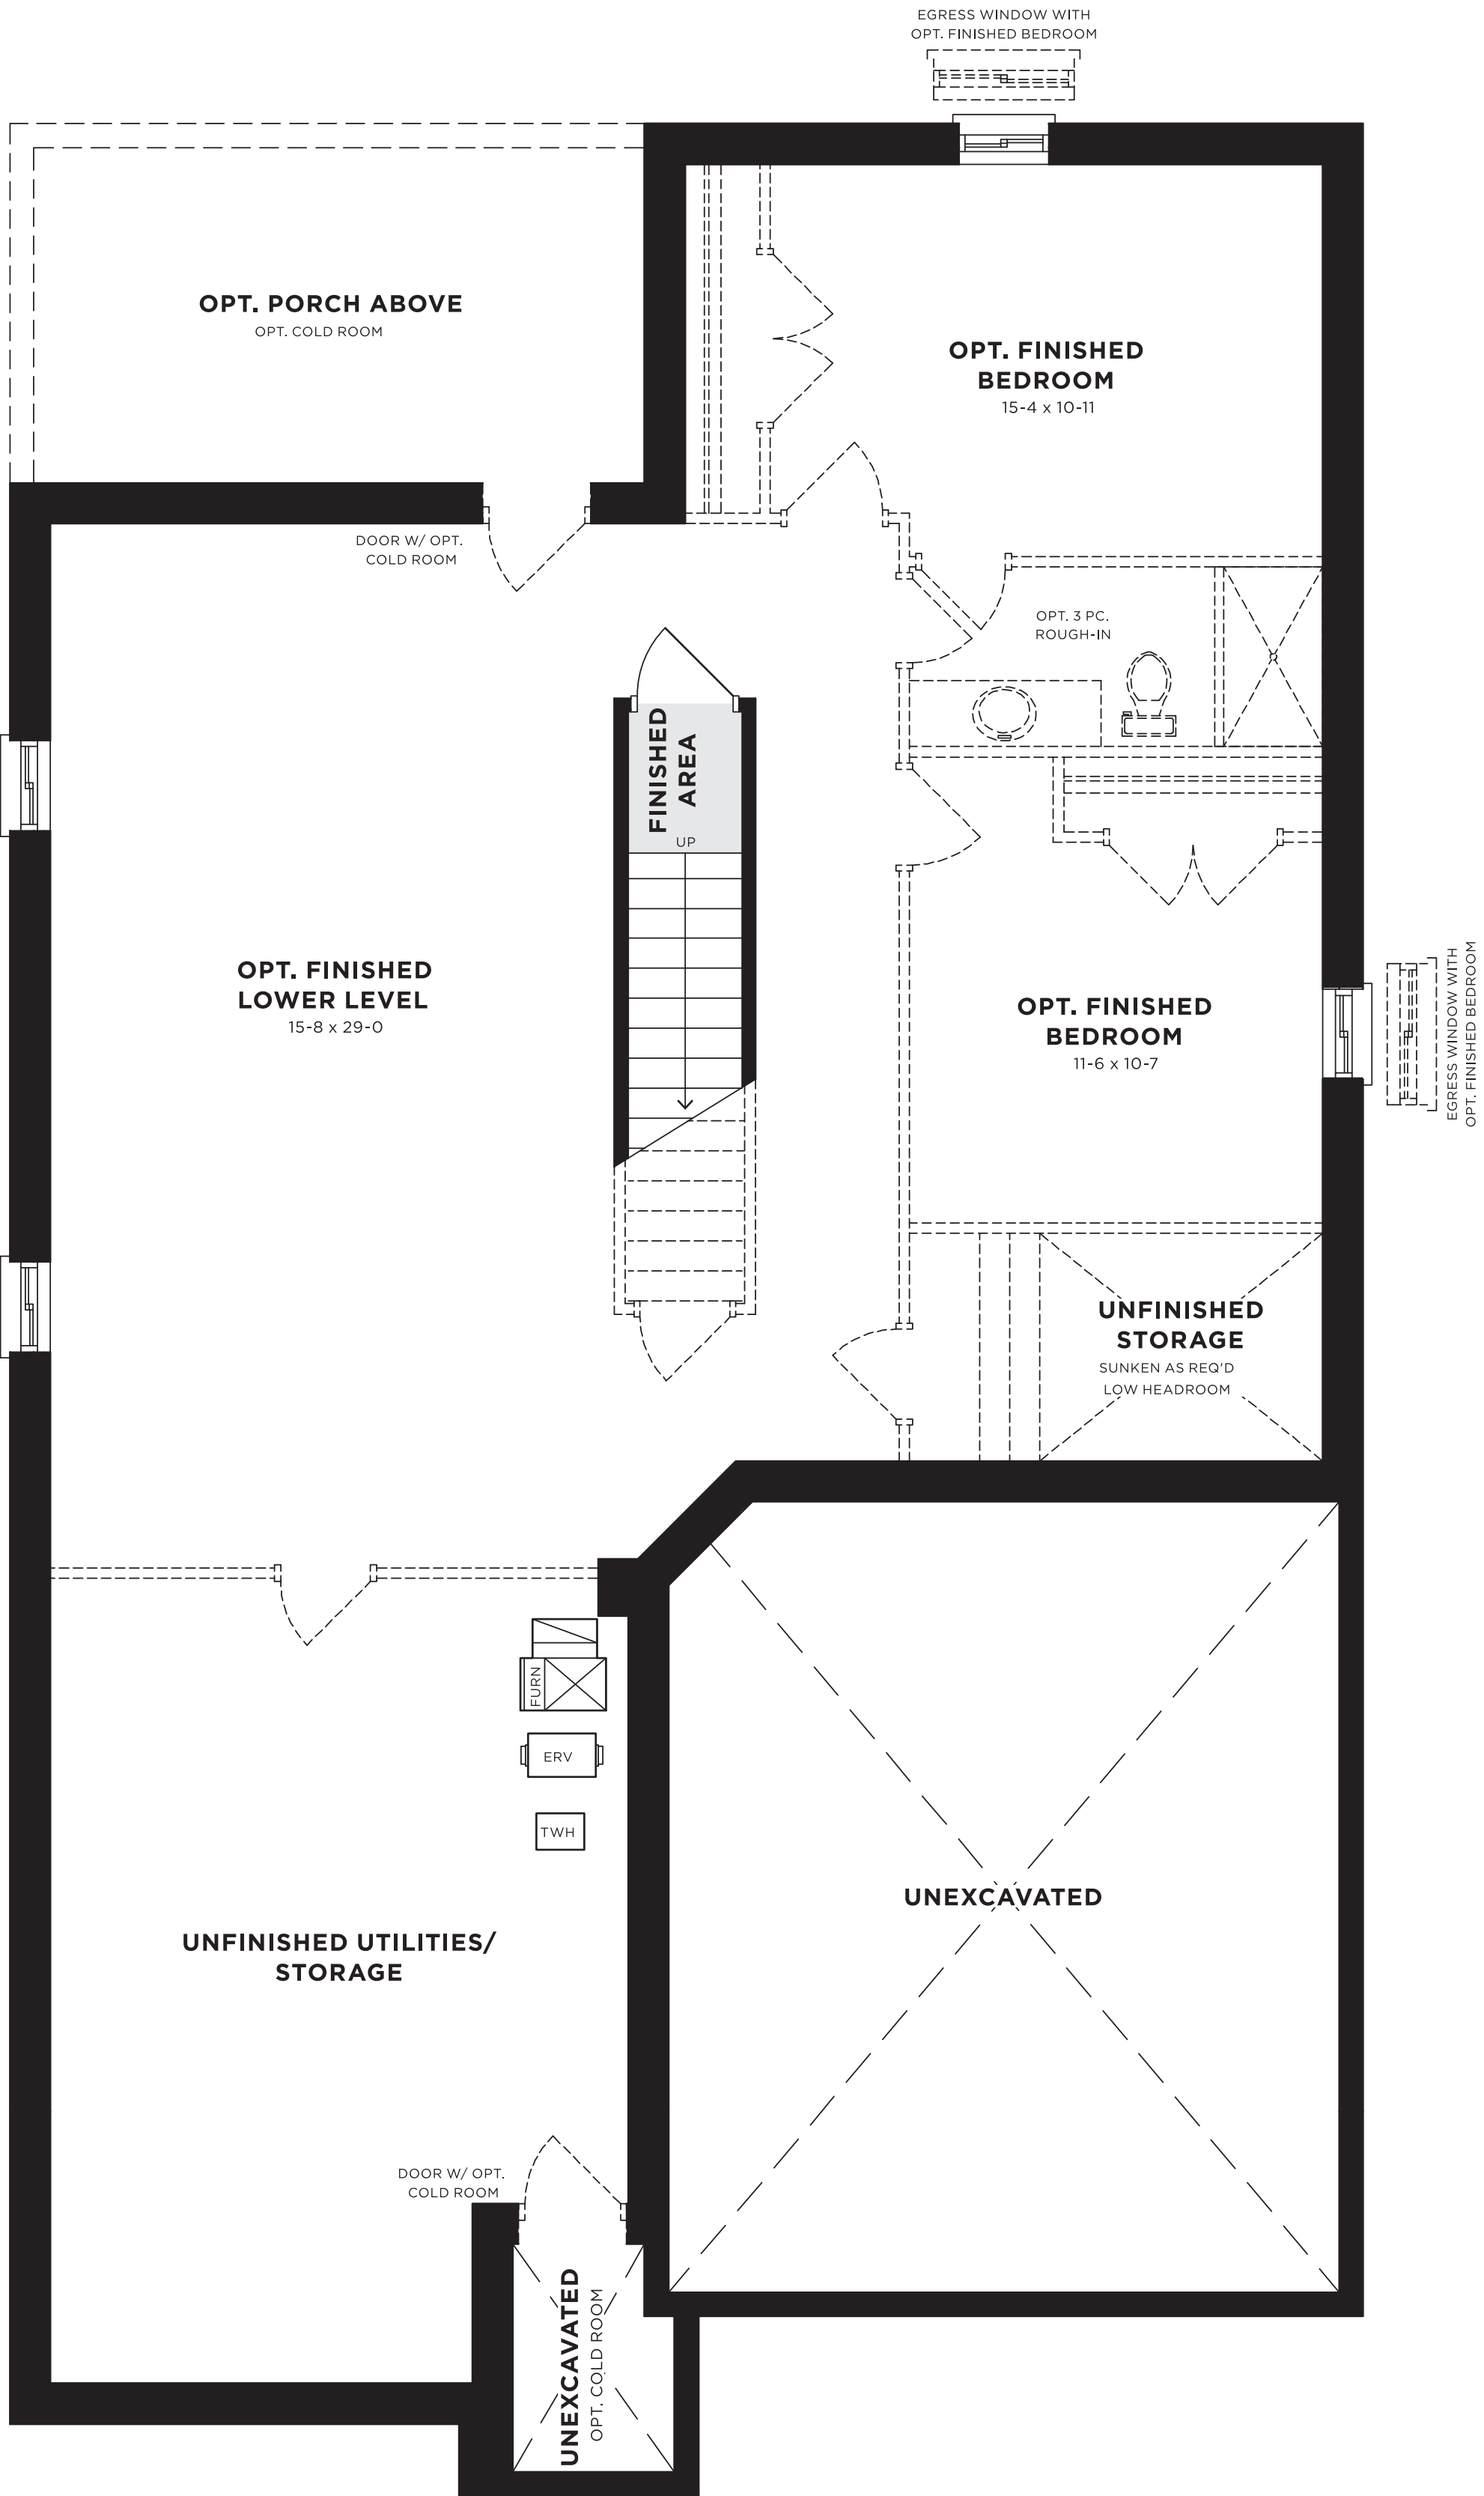 EGRESS WINDOW WITH
OPT. FINISHED BEDROOM
OPT. PORCH ABOVE
OPT. COLD ROOM
OPT. FINISHED
BEDROOM
15-4 x 10-11
DOOR W/ OPT.
COLD ROOM
OPT. 3 PC.
ROUGH-IN
FINISHED
AREA
UP
OPT. FINISHED
LOWER LEVEL
15-8 x 29-0
OPT. FINISHED
BEDROOM
11-6 x 10-7
EGRESS WINDOW WITH
OPT. FINISHED BEDROOM
UNFINISHED
STORAGE
SUNKEN AS REQ'D
LOW HEADROOM
FURN
ERV
TWH
UNEXCAVATED
UNFINISHED UTILITIES/
STORAGE
DOOR W/ OPT.
COLD ROOM
UNEXCAVATED
OPT. COLD ROOM